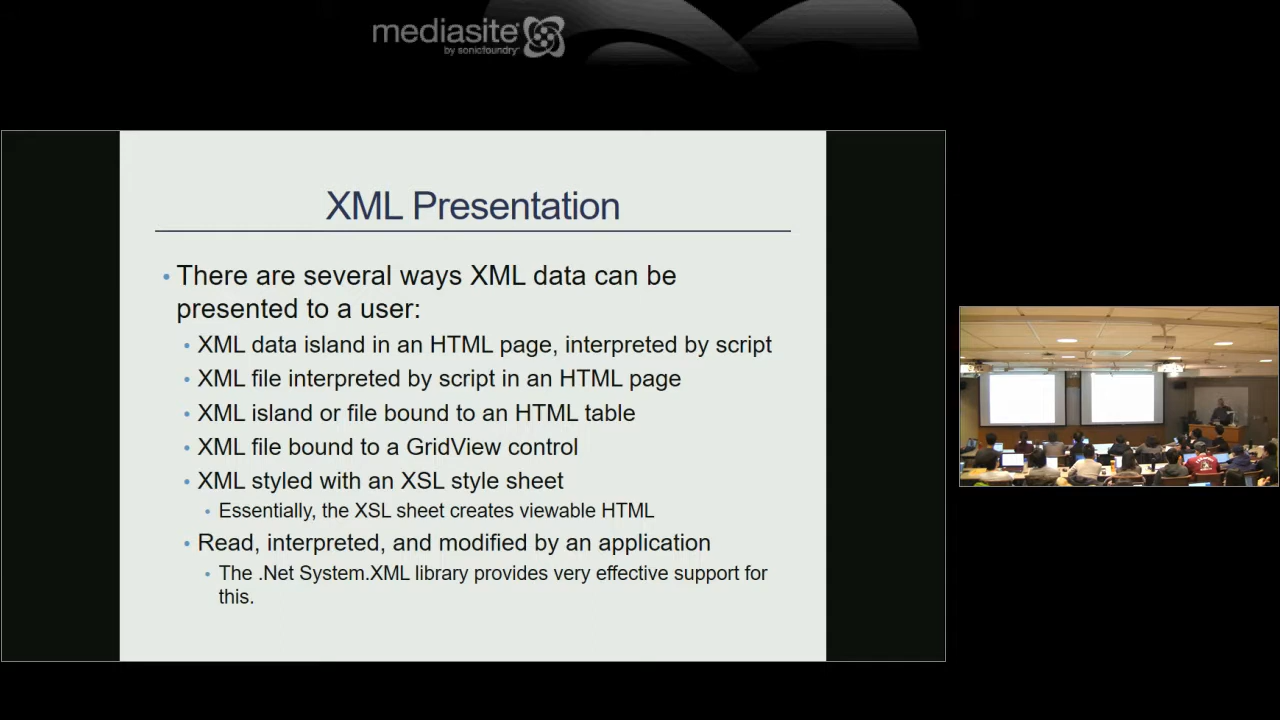 mediasite
by sonicfoundry
XML Presentation
There are several ways XML data can be
presented to a user:
XML data island in an HTML page, interpreted by script
XML file interpreted by script in an HTML page
XML island or file bound to an HTML table
XML file bound to a GridView control
XML styled with an XSL style sheet
Essentially, the XSL sheet creates viewable HTML
Read, interpreted, and modified by an application
The .Net System.XML library provides very effective support for
this.